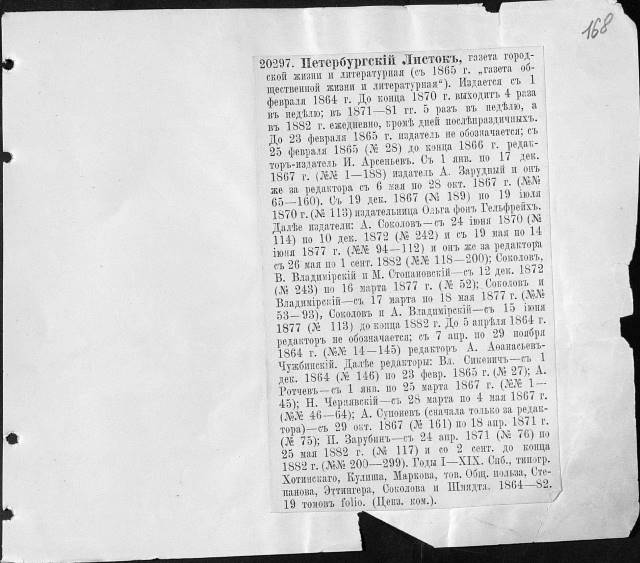 168
20297. Петербургскій Листокъ, газета город-
ской жизни и литературная (съ 1865 г. „газета об-
щественной жизни и литературная“). Издается съ 1
февраля 1864 г. До конца 1870 г. выходитъ 4 раза
въ недѣлю; въ 1871—81 гг. 5 разъ въ недѣлю, а
въ 1882 г. ежедневно, кромѣ дней послѣпраздничныхъ.
До 23 февраля 1865 г. издатель не обозначается; съ
25 февраля 1865 (№ 28) до конца 1866 г. редак-
торъ-издатель И. Арсеньевъ. Съ 1 янв. по 17 дек.
1867 г. (№№ 1—188) издатель А. Зарудный и онъ
же за редактора съ 6 мая по 28 окт. 1867 г. (№№
65—160). Съ 19 дек. 1867 (№ 189) по 19 іюля
1870 г. (№ 113) издательница Ольга фонъ Гельфрейхъ.
Далѣе издатели: А. Соколовъ—съ 24 іюня 1870 (№
114) по 10 дек. 1872 (№ 242) и съ 19 мая по 14
іюня 1877 г. (№№ 94—112) и онъ же за редактора
съ 26 мая по 1 сент. 1882 (№№ 118—200); Соколовъ,
В. Владимірскій и М. Стопановскій—съ 12 дек. 1872
(№ 243) по 16 марта 1877 г. (№ 52); Соколовъ и
Владимірскій—съ 17 марта по 18 мая 1877 г. (№№
53—93), Соколовъ и А. Владимірскій—съ 15 іюня
1877 (№ 113) до конца 1882 г. До 5 апрѣля 1864 г.
редакторъ не обозначается; съ 7 апр. по 29 ноября
1864 г. (№№ 14—145) редакторъ А. Аѳанасьевъ-
Чужбинскій. Далѣе редакторы: Вл. Сикевичъ—съ 1
дек. 1864 (№ 146) по 23 февр. 1865 г. (№ 27); А.
Ротчевъ—съ 1 янв. по 25 марта 1867 г. (№№ 1—
45); Н. Чернявскій—съ 28 марта по 4 мая 1867 г.
(№№ 46—64); А. Супоневъ (сначала только за редак-
тора)—съ 29 окт. 1867 (№ 161) по 18 апр. 1871 г.
(№ 75); П. Зарубинъ—съ 24 апр. 1871 (№ 76) по
25 мая 1882 г. (№ 117) и со 2 сент. до конца
1882 г. (№№ 200—299). Годы I—XIX. Спб., типогр.
Хотинскаго, Кулиша, Маркова, тов. Общ. польза, Сте-
панова, Эттингера, Соколова и Шмидта. 1864—82.
19 томовъ folio. (Ценз. ком.).